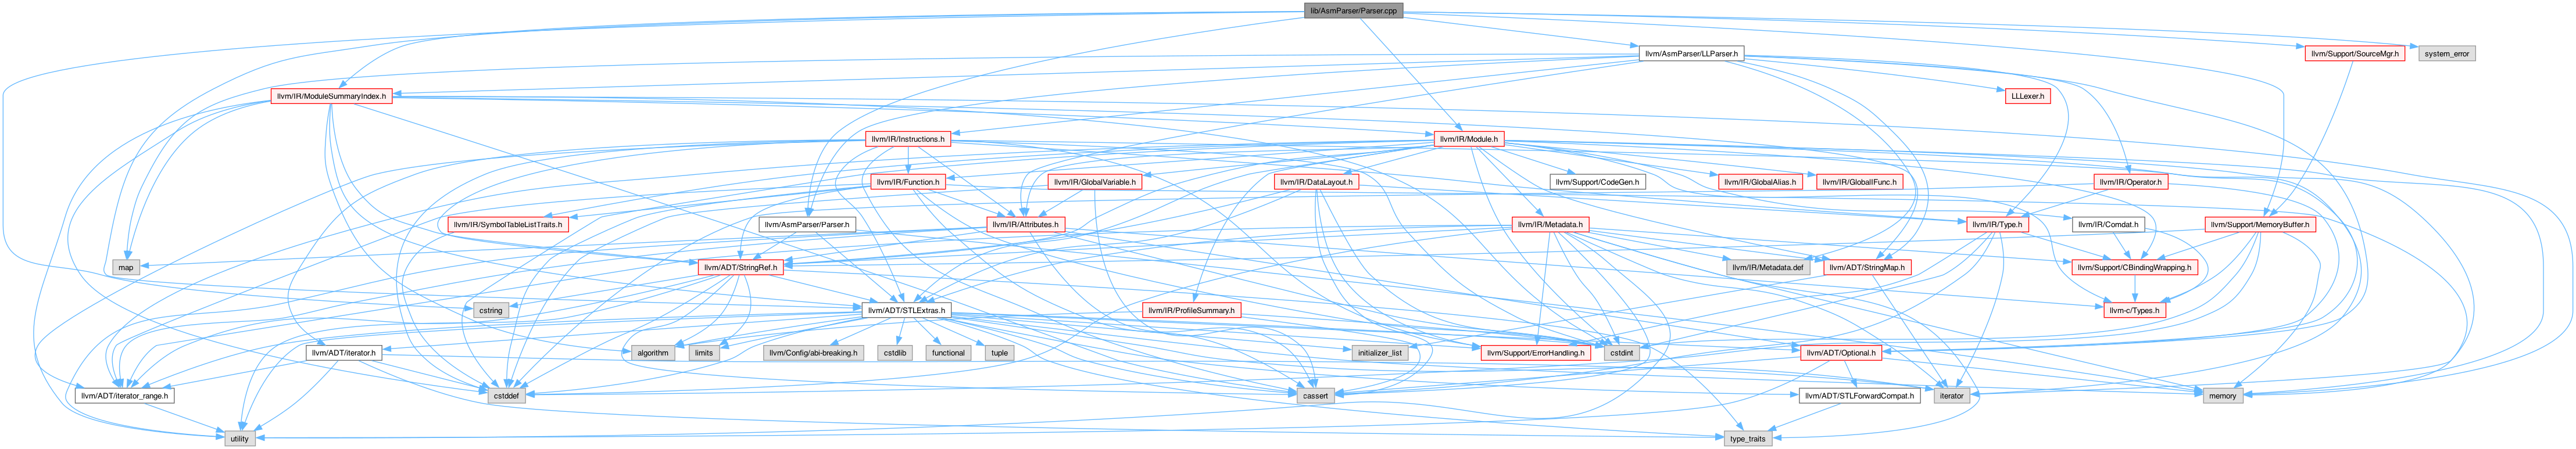 lib/AsmParser/Parser.cpp
llvm/AsmParser/LLParser.h
llvm/Support/SourceMgr.h
system_error
llvm/IR/ModuleSummaryIndex.h
LLLexer.h
llvm/IR/Instructions.h
llvm/IR/Module.h
llvm/IR/Function.h
llvm/IR/GlobalVariable.h
llvm/IR/DataLayout.h
llvm/Support/CodeGen.h
llvm/IR/GlobalAlias.h
llvm/IR/GlobalIFunc.h
llvm/IR/Operator.h
llvm/IR/SymbolTableListTraits.h
llvm/AsmParser/Parser.h
llvm/IR/Attributes.h
llvm/IR/Metadata.h
llvm/IR/Type.h
llvm/IR/Comdat.h
llvm/Support/MemoryBuffer.h
map
llvm/ADT/StringRef.h
llvm/IR/Metadata.def
llvm/ADT/StringMap.h
llvm/Support/CBindingWrapping.h
cstring
llvm/ADT/STLExtras.h
llvm/IR/ProfileSummary.h
llvm-c/Types.h
llvm/ADT/iterator.h
algorithm
limits
llvm/Config/abi-breaking.h
cstdlib
functional
tuple
initializer_list
llvm/Support/ErrorHandling.h
cstdint
llvm/ADT/Optional.h
llvm/ADT/iterator_range.h
cstddef
cassert
llvm/ADT/STLForwardCompat.h
iterator
memory
utility
type_traits